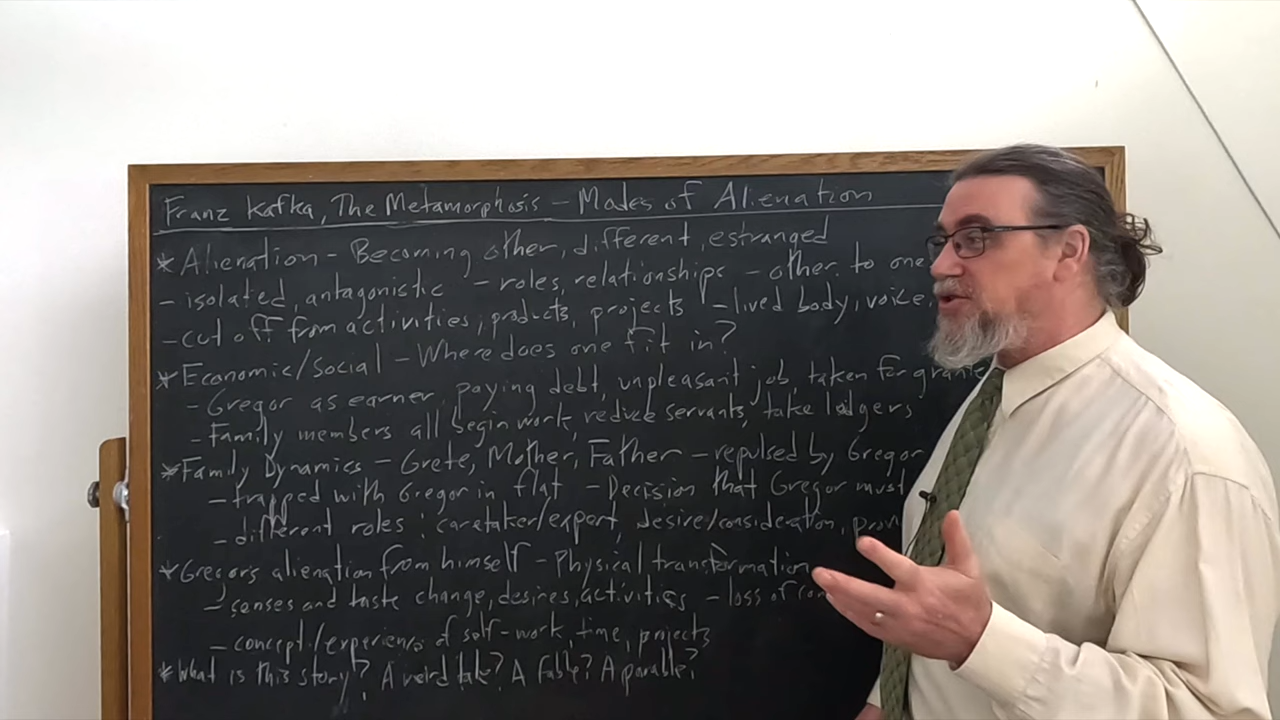 Franz Kafka, The Metamorphosis – Modes of Alienation
* Alienation – Becoming other, different, estranged
– isolated, antagonistic – roles, relationships – other to one
– cut off from activities, products, projects – lived body, voice,
* Economic/Social – Where does one fit in?
– Gregor as earner, paying debt, unpleasant job, taken for grante
– Family members all begin work, reduce servants, take lodgers
* Family Dynamics – Grete, Mother, Father – repulsed by Gregor
– trapped with Gregor in flat – Decision that Gregor must
– different roles: caretaker/expert, desire/consideration, prov
* Gregor's alienation from himself – Physical transformation
– senses and taste change, desires, activities – loss of con
– concept/experience of self – work, time, projects
* What is this story? A weird tale? A Fable? A parable?